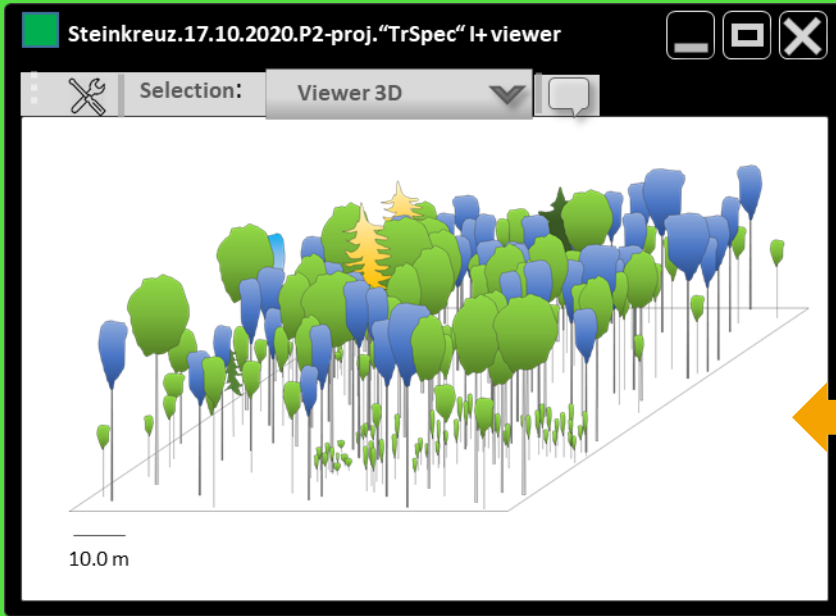 Steinkreuz.17.10.2020.P2-proj.“TrSpec“ I+ viewer
Selection: Viewer 3D
10.0 m